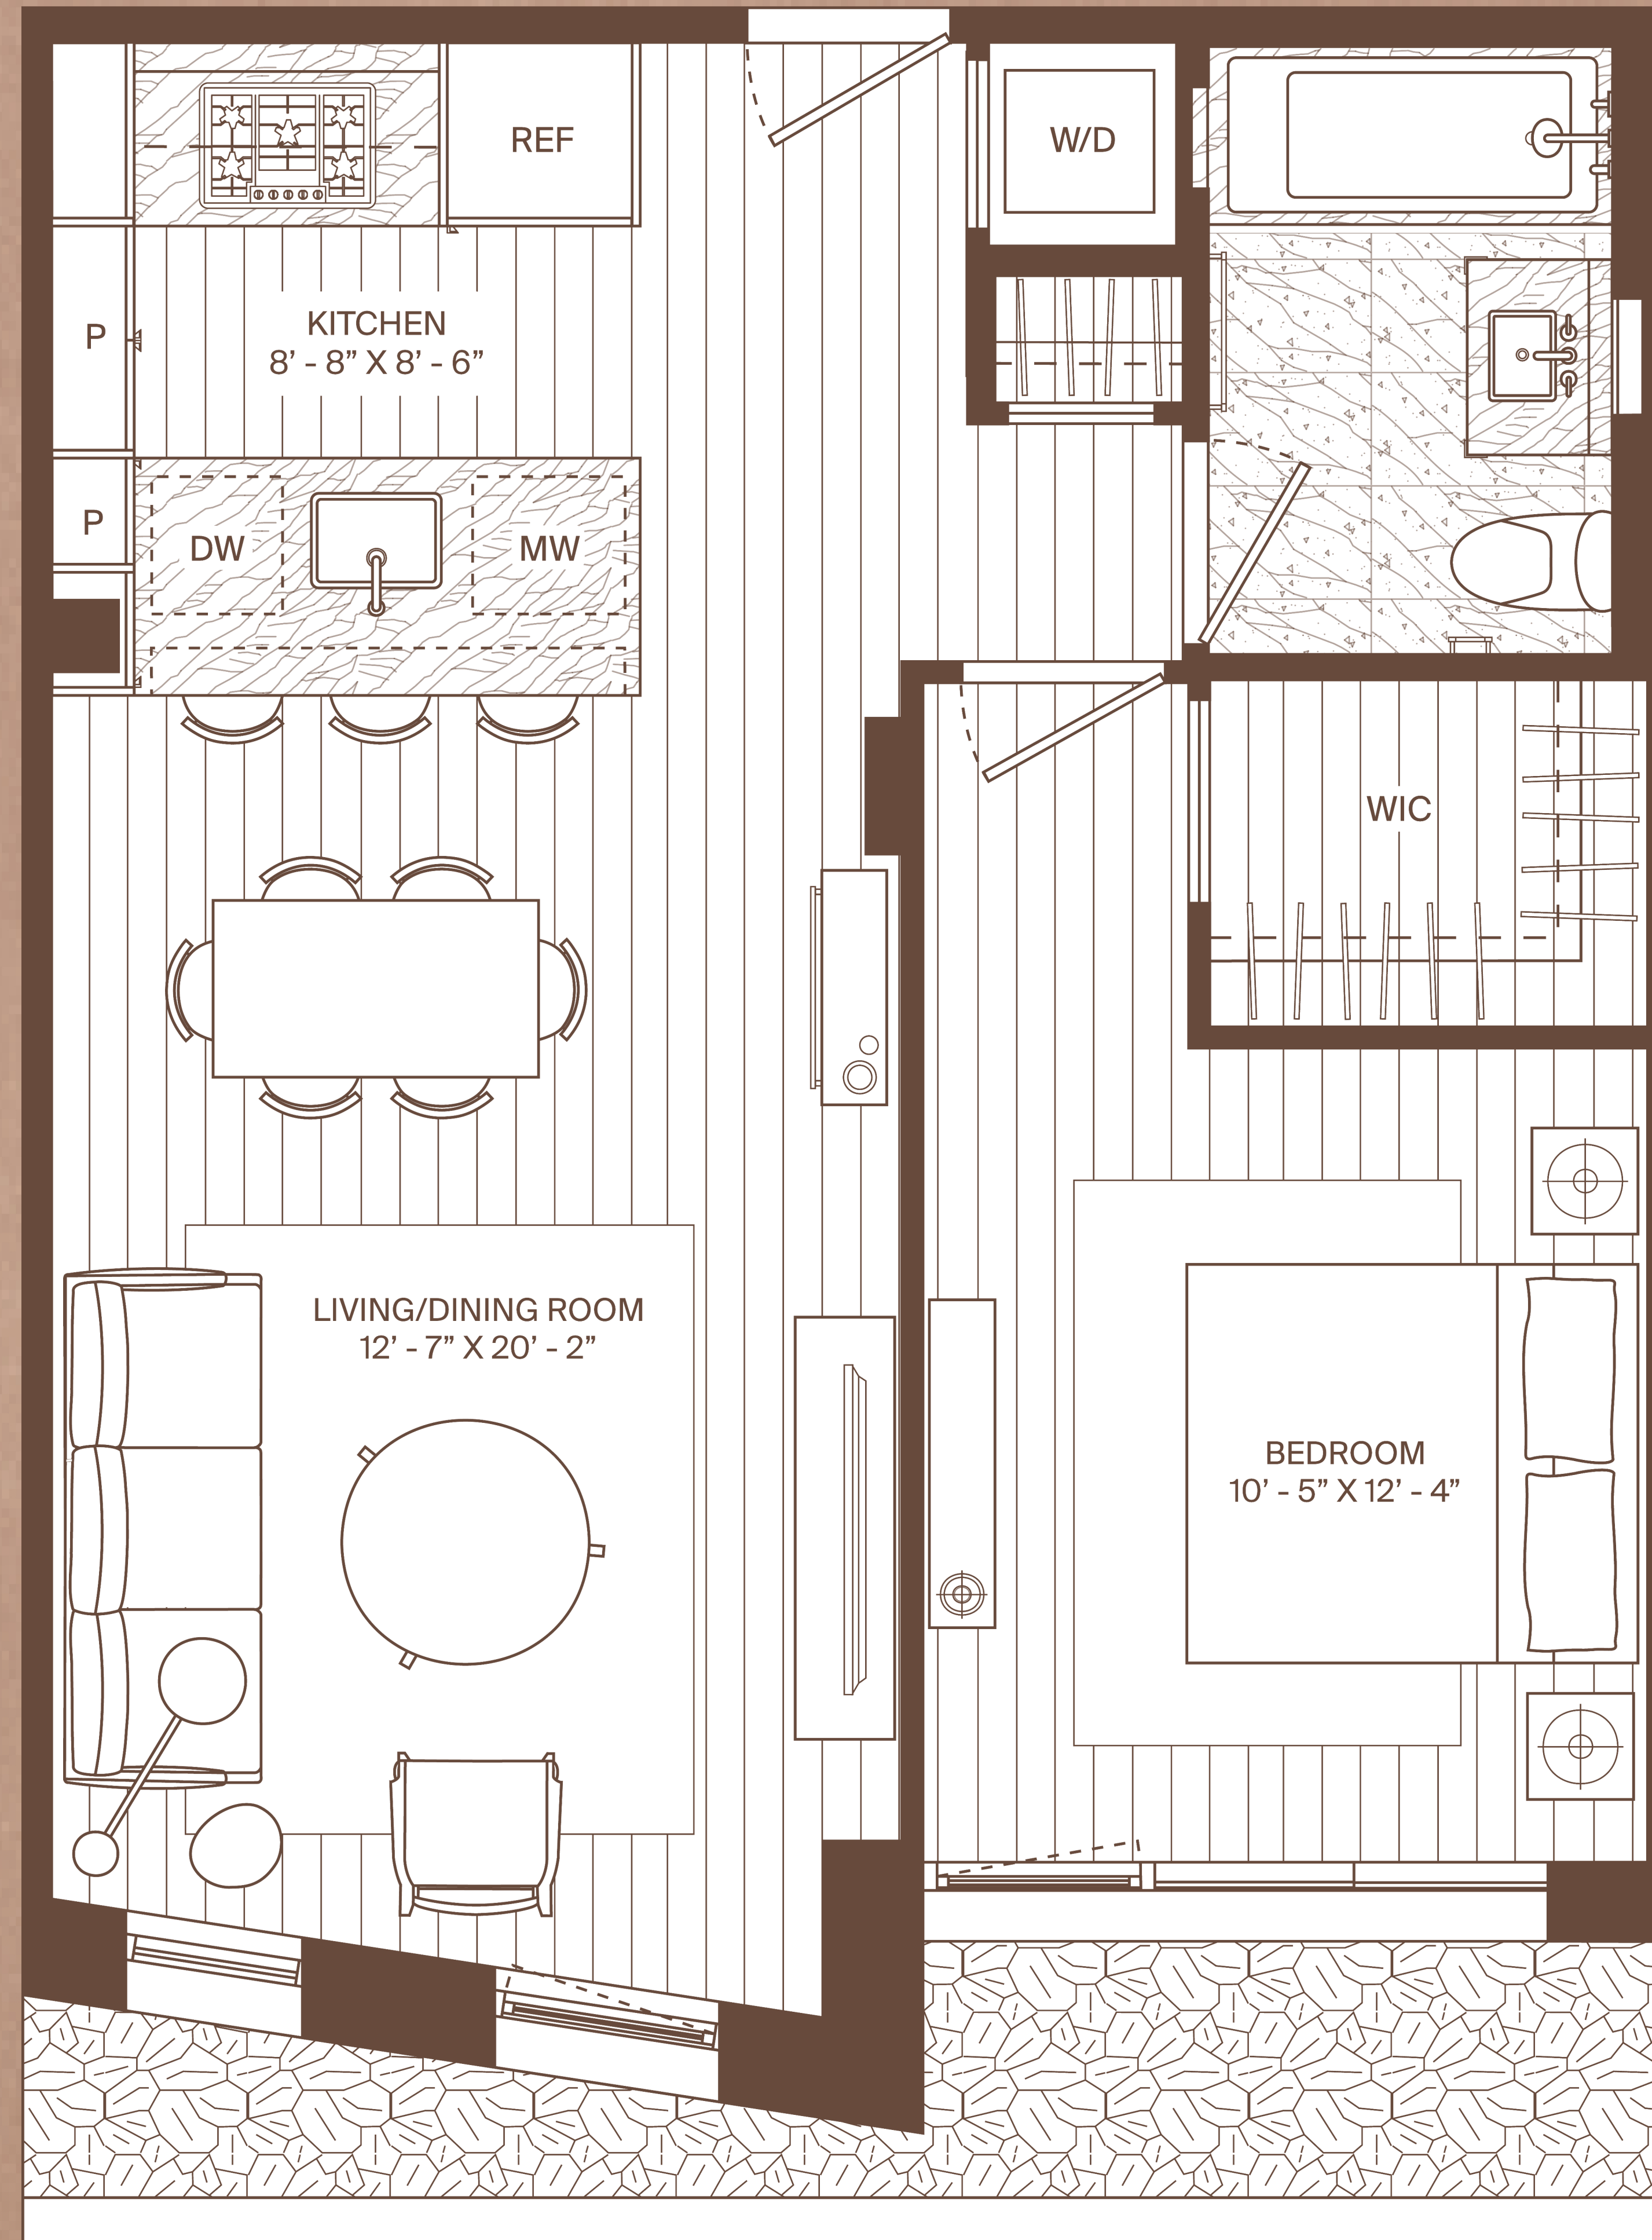 REF
W/D
P
KITCHEN
8’ - 8” X 8’ - 6”
P
DW
MW
WIC
LIVING/DINING ROOM
12’ - 7” X 20’ - 2”
BEDROOM
10’ - 5” X 12’ - 4”